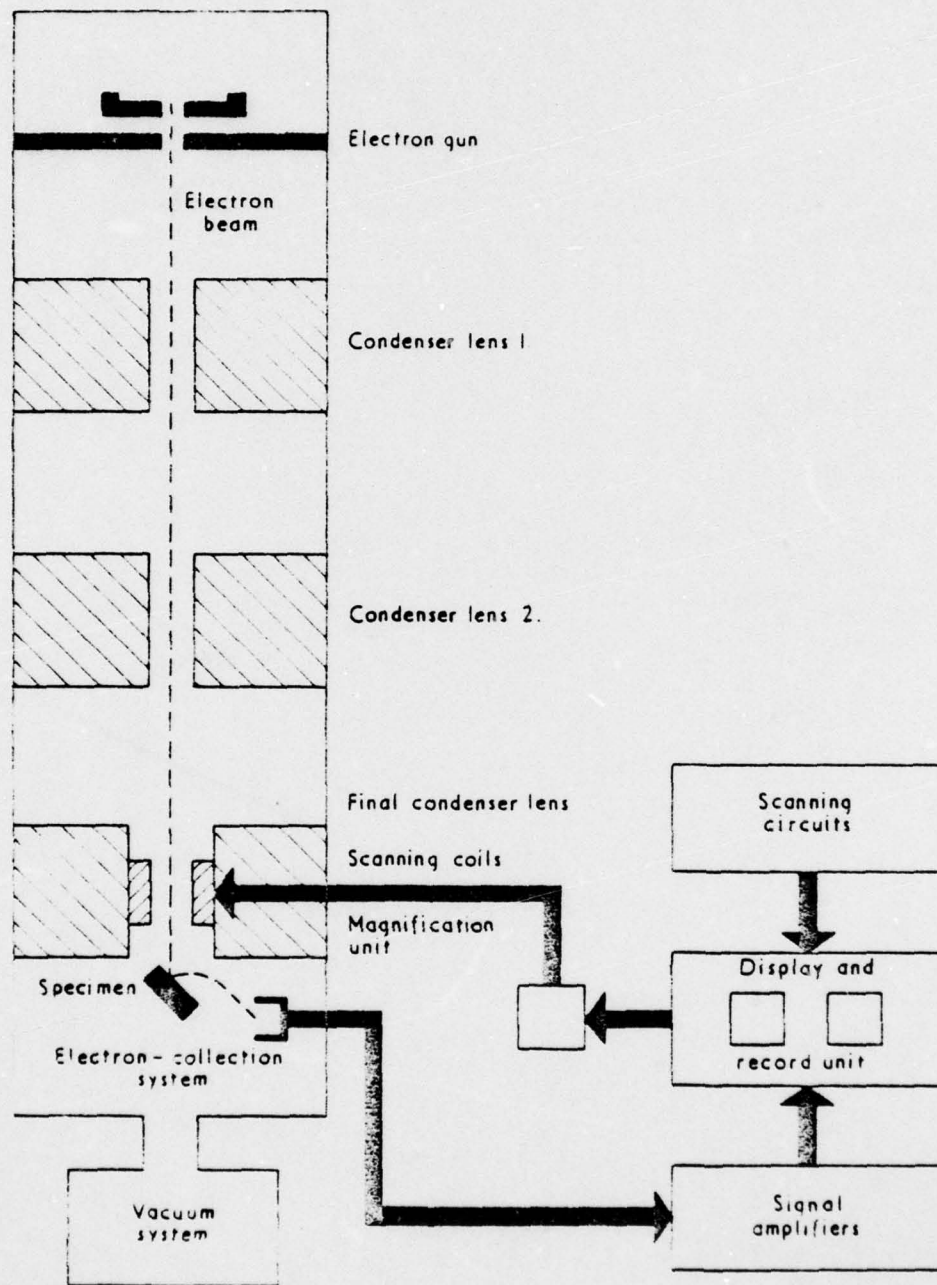 Electron gun
Electron
beam
Condenser lens 1.
Condenser lens 2.
Final condenser lens
Scanning coils
Magnification
unit
Specimen
Electron-collection
system
Vacuum
system
Scanning
circuits
Display and
record unit
Signal
amplifiers